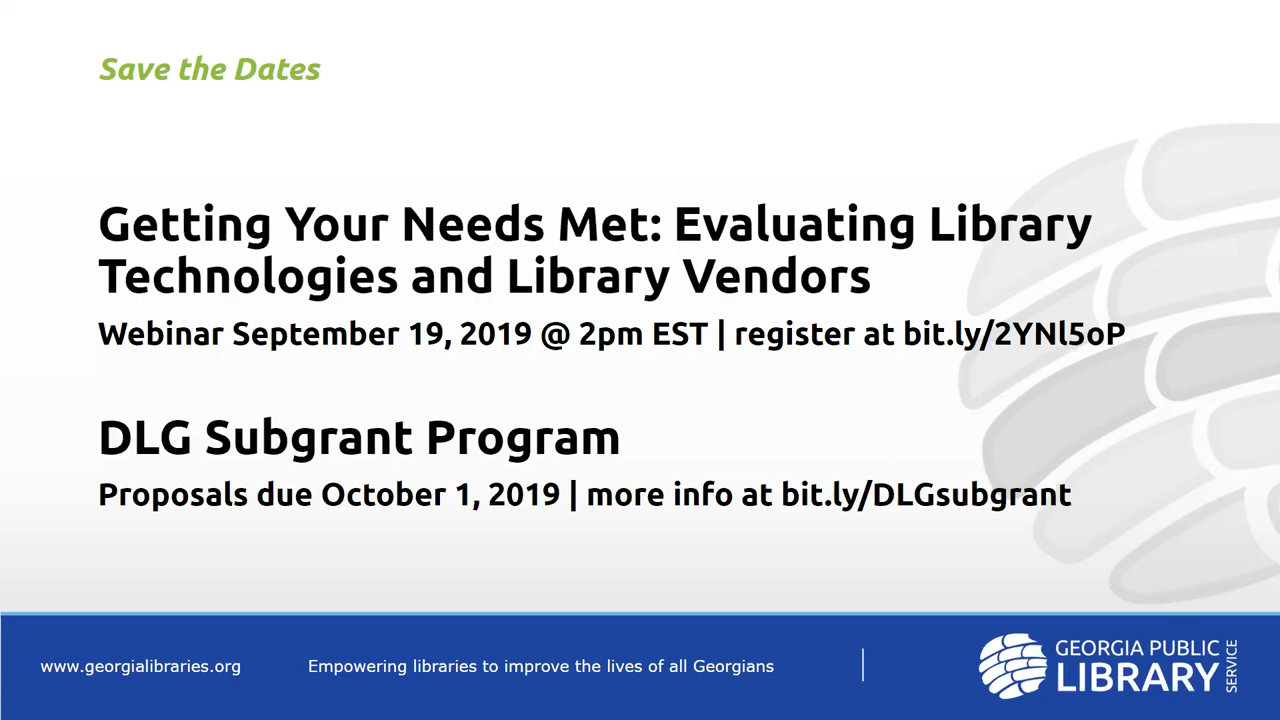 Save the Dates
Getting Your Needs Met: Evaluating Library
Technologies and Library Vendors
Webinar September 19, 2019 @ 2pm EST | register at bit.ly/2YNl5oP
DLG Subgrant Program
Proposals due October 1, 2019 | more info at bit.ly/DLGsubgrant
www.georgialibraries.org
Empowering libraries to improve the lives of all Georgians
GEORGIA PUBLIC
LIBRARY
SERVICE